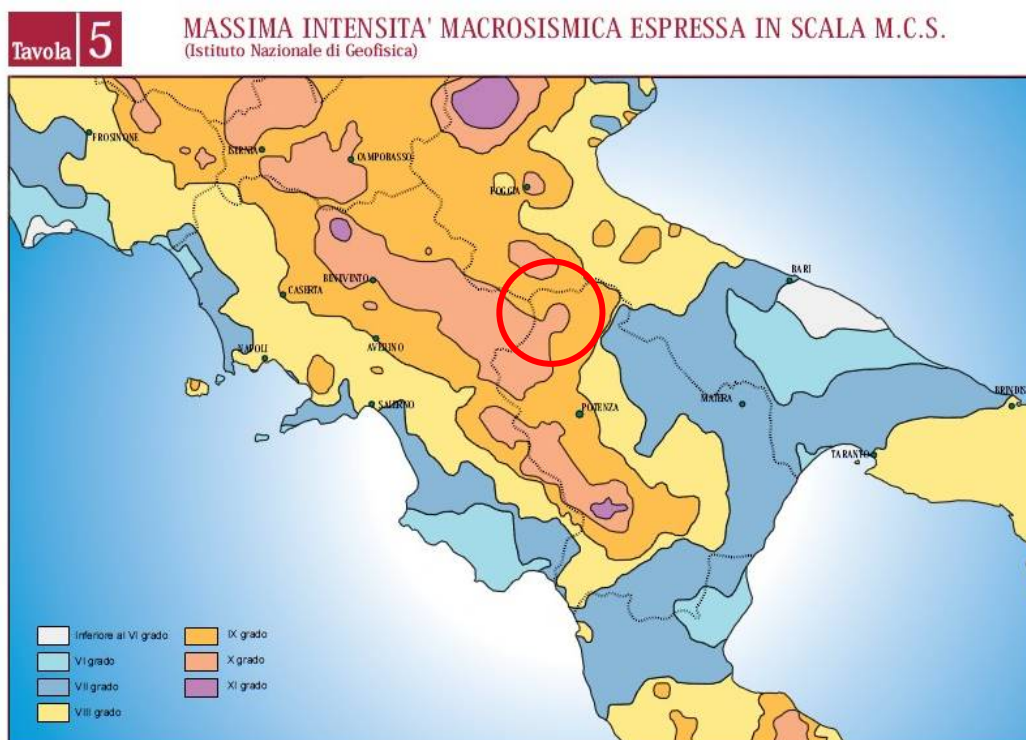 Tavola 5
MASSIMA INTENSITA' MACROSISMICA ESPRESSA IN SCALA M.C.S.
(Istituto Nazionale di Geofisica)
FROSINONE
ISERNIA
CAMPOBASSO
FOGGIA
BARI
BENEVENTO
CASERTA
NAPOLI
AVELLINO
SALERNO
POTENZA
MATERA
BRINDIS
TARANTO
Inferiore al VI grado
VI grado
VII grado
VIII grado
IX grado
X grado
XI grado